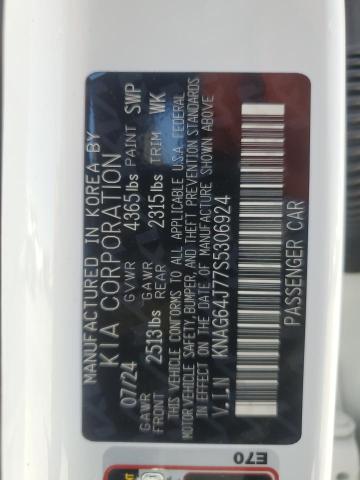 MANUFACTURED IN KOREA BY
KIA CORPORATION
07/24 GVWR 4365lbs PAINT SWP
GAWR FRONT 2513lbs GAWR REAR 2315lbs TRIM WK
THIS VEHICLE CONFORMS TO ALL APPLICABLE U.S.A. FEDERAL
MOTOR VEHICLE SAFETY, BUMPER, AND THEFT PREVENTION STANDARDS
IN EFFECT ON THE DATE OF MANUFACTURE SHOWN ABOVE
V.I.N KNAG64J77S5306924
PASSENGER CAR
E70